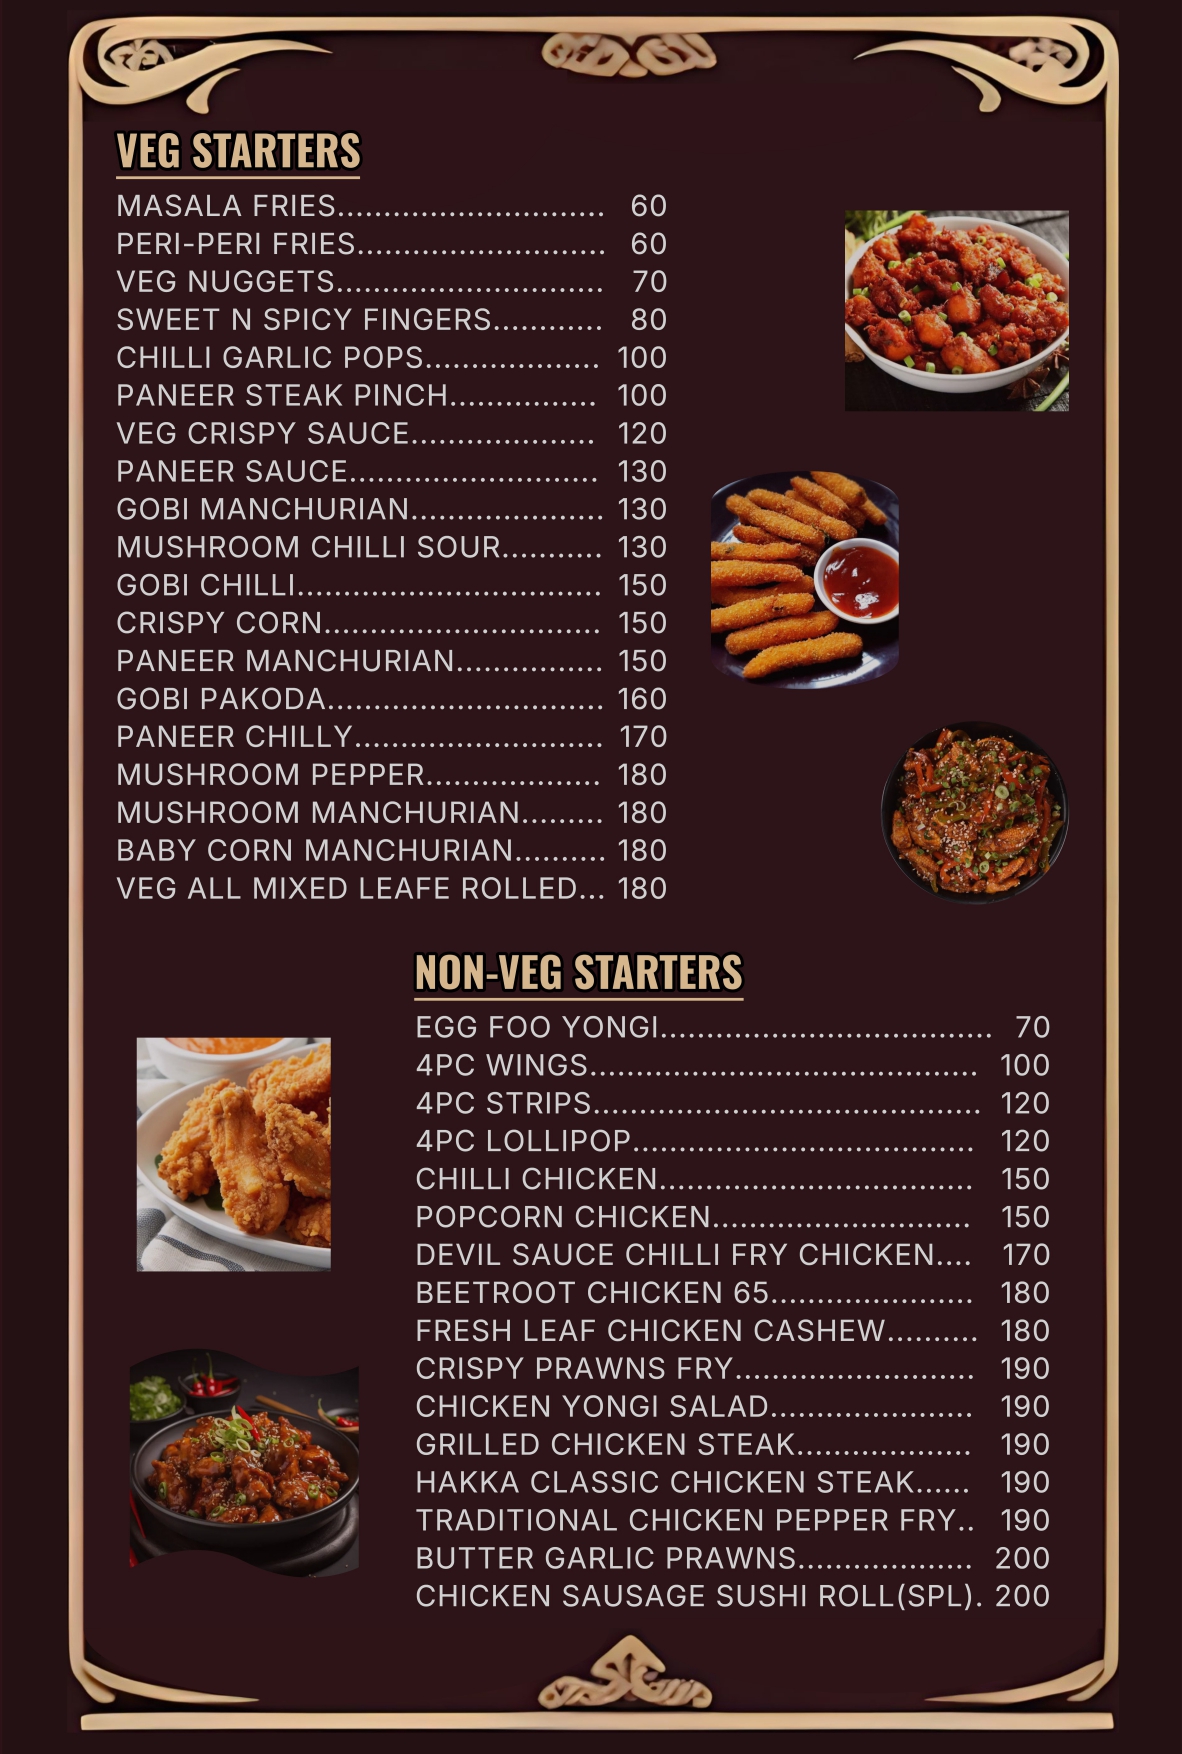 VEG STARTERS
MASALA FRIES............................. 60
PERI-PERI FRIES........................... 60
VEG NUGGETS............................. 70
SWEET N SPICY FINGERS............ 80
CHILLI GARLIC POPS................... 100
PANEER STEAK PINCH................ 100
VEG CRISPY SAUCE.................... 120
PANEER SAUCE........................... 130
GOBI MANCHURIAN..................... 130
MUSHROOM CHILLI SOUR........... 130
GOBI CHILLI................................. 150
CRISPY CORN.............................. 150
PANEER MANCHURIAN................ 150
GOBI PAKODA.............................. 160
PANEER CHILLY........................... 170
MUSHROOM PEPPER................... 180
MUSHROOM MANCHURIAN......... 180
BABY CORN MANCHURIAN.......... 180
VEG ALL MIXED LEAFE ROLLED... 180
NON-VEG STARTERS
EGG FOO YONGI.................................... 70
4PC WINGS.......................................... 100
4PC STRIPS.......................................... 120
4PC LOLLIPOP..................................... 120
CHILLI CHICKEN.................................. 150
POPCORN CHICKEN............................ 150
DEVIL SAUCE CHILLI FRY CHICKEN.... 170
BEETROOT CHICKEN 65...................... 180
FRESH LEAF CHICKEN CASHEW.......... 180
CRISPY PRAWNS FRY.......................... 190
CHICKEN YONGI SALAD...................... 190
GRILLED CHICKEN STEAK................... 190
HAKKA CLASSIC CHICKEN STEAK...... 190
TRADITIONAL CHICKEN PEPPER FRY.. 190
BUTTER GARLIC PRAWNS................... 200
CHICKEN SAUSAGE SUSHI ROLL(SPL). 200